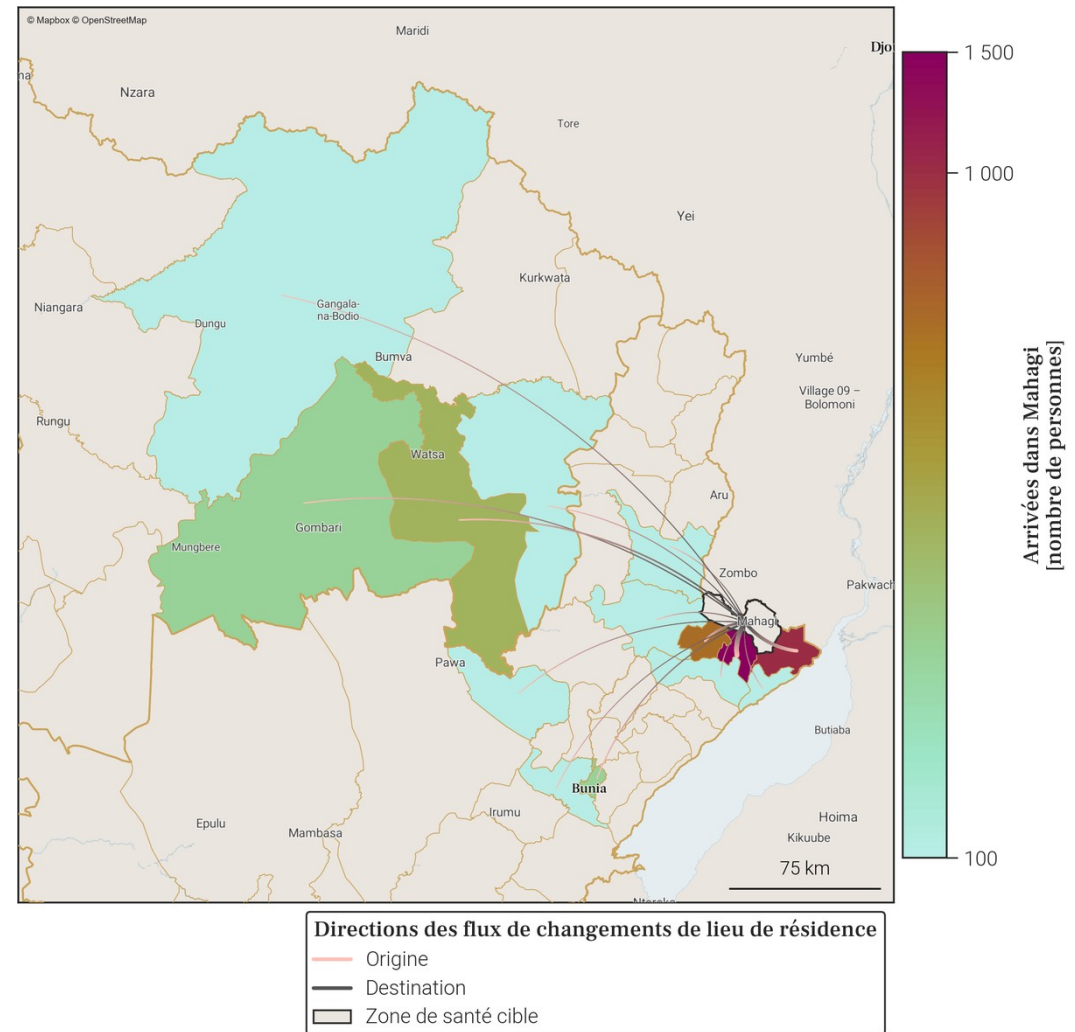 © Mapbox © OpenStreetMap
Maridi
Djo
na
Nzara
Tore
Yei
Kurkwata
Niangara
Gangala-
na-Bodio
Dungu
Bumva
Yumbé
Village 09 –
Bolomoni
Rungu
Watsa
Aru
Gombari
Mungbere
Zombo
Pakwach
Mahagi
Pawa
Butiaba
Bunia
Irumu
Epulu
Mambasa
Hoima
Kikuube
75 km
Ntoroko
1 500
1 000
100
Arrivées dans Mahagi
[nombre de personnes]
Directions des flux de changements de lieu de résidence
Origine
Destination
Zone de santé cible